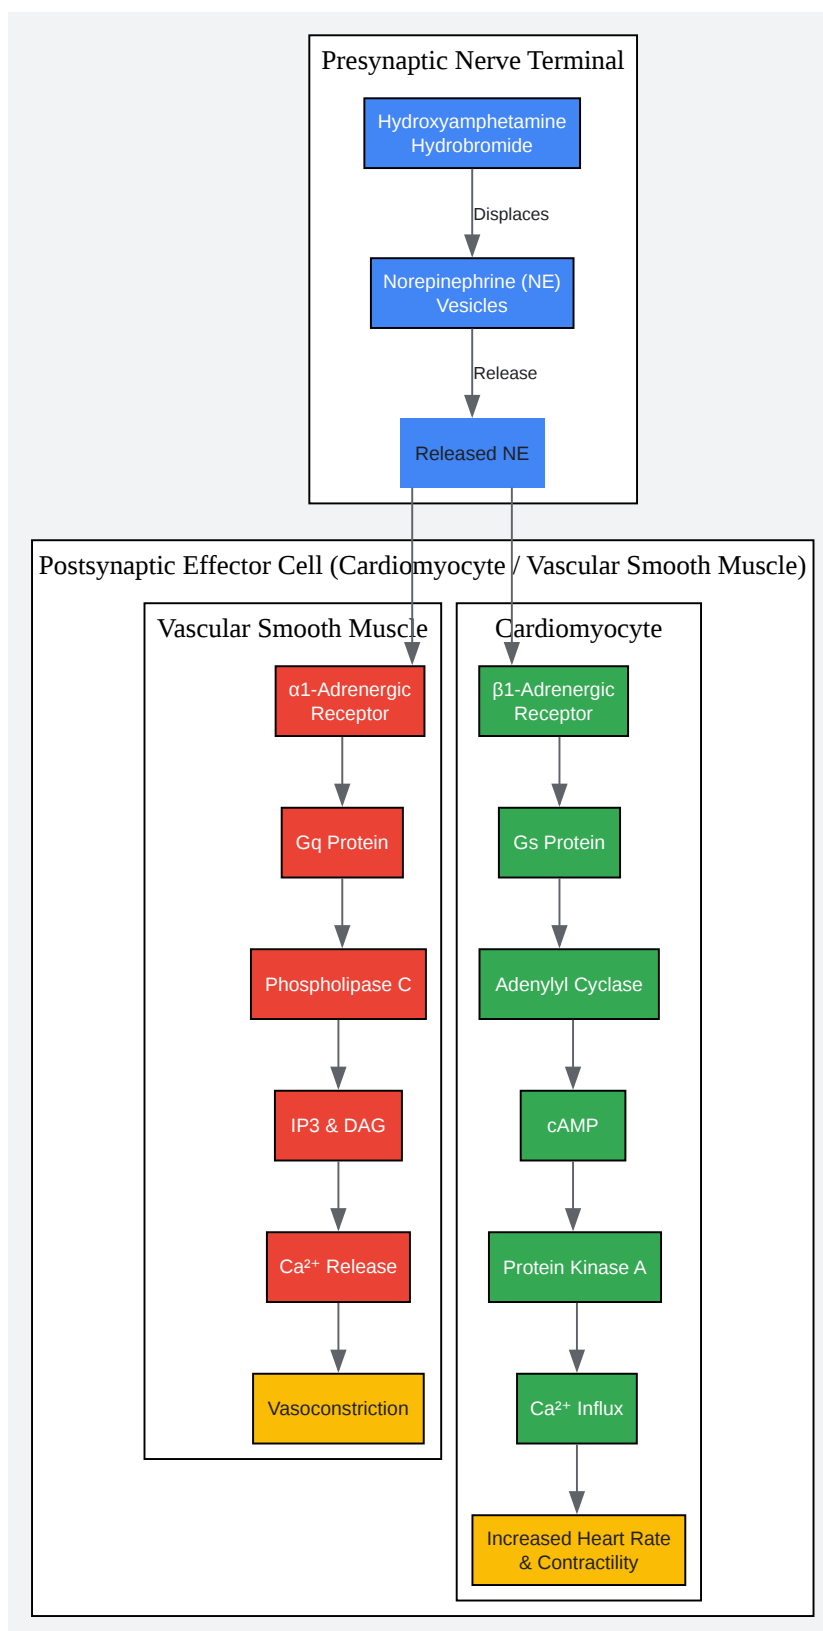 Presynaptic Nerve Terminal
Hydroxyamphetamine
Hydrobromide
Displaces
Norepinephrine (NE)
Vesicles
Release
Released NE
Postsynaptic Effector Cell (Cardiomyocyte / Vascular Smooth Muscle)
Vascular Smooth Muscle
α1-Adrenergic
Receptor
Gq Protein
Phospholipase C
IP3 & DAG
Ca²⁺ Release
Vasoconstriction
Cardiomyocyte
β1-Adrenergic
Receptor
Gs Protein
Adenylyl Cyclase
cAMP
Protein Kinase A
Ca²⁺ Influx
Increased Heart Rate
& Contractility